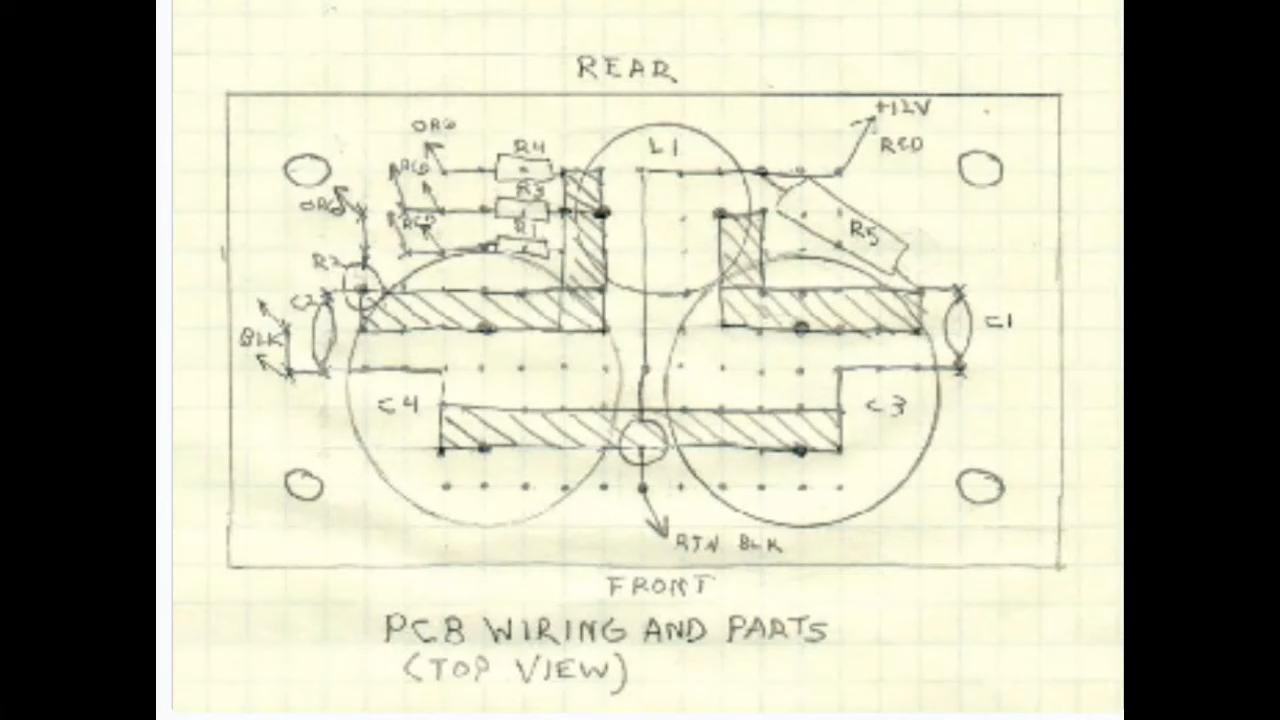 REAR
+12V
ORG
RED
R4
L1
RED
R3
ORG
RED
R1
R5
R2
C2
C1
BLK
C4
C3
RTN BLK
FRONT
PCB WIRING AND PARTS
(TOP VIEW)